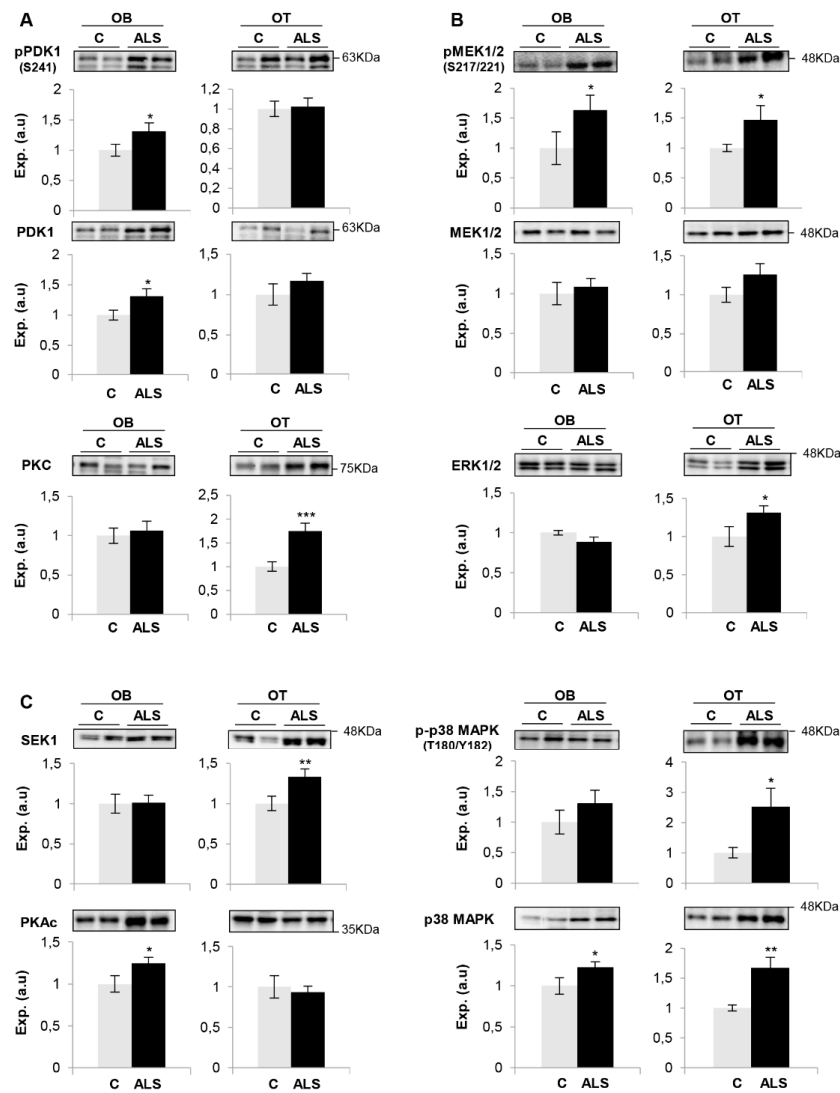 A
OB
OT
C ALS
C ALS
pPDK1
(S241)
63KDa
Exp. (a.u)
2
1,5
1
0,5
0
*
1,2
1
0,8
0,6
0,4
0,2
0
PDK1
63KDa
Exp. (a.u)
1,5
1
0,5
0
*
1,5
1
0,5
0
C ALS
C ALS
OB
OT
C ALS
C ALS
PKC
75KDa
Exp. (a.u)
2
1,5
1
0,5
0
2,5
2
1,5
1
0,5
0
***
C ALS
C ALS
B
OB
OT
C ALS
C ALS
pMEK1/2
(S217/221)
48KDa
Exp. (a.u)
2
1,5
1
0,5
0
*
2
1,5
1
0,5
0
*
MEK1/2
48KDa
Exp. (a.u)
1,5
1
0,5
0
1,5
1
0,5
0
C ALS
C ALS
OB
OT
C ALS
C ALS
ERK1/2
48KDa
Exp. (a.u)
1,5
1
0,5
0
1,5
1
0,5
0
*
C ALS
C ALS
C
OB
OT
C ALS
C ALS
SEK1
48KDa
Exp. (a.u)
1,5
1
0,5
0
1,5
1
0,5
0
**
PKAc
35KDa
Exp. (a.u)
1,5
1
0,5
0
*
1,5
1
0,5
0
C ALS
C ALS
OB
OT
C ALS
C ALS
p-p38 MAPK
(T180/Y182)
48KDa
Exp. (a.u)
2
1,5
1
0,5
0
4
3
2
1
0
*
p38 MAPK
48KDa
Exp. (a.u)
1,5
1
0,5
0
*
2
1,5
1
0,5
0
**
C ALS
C ALS